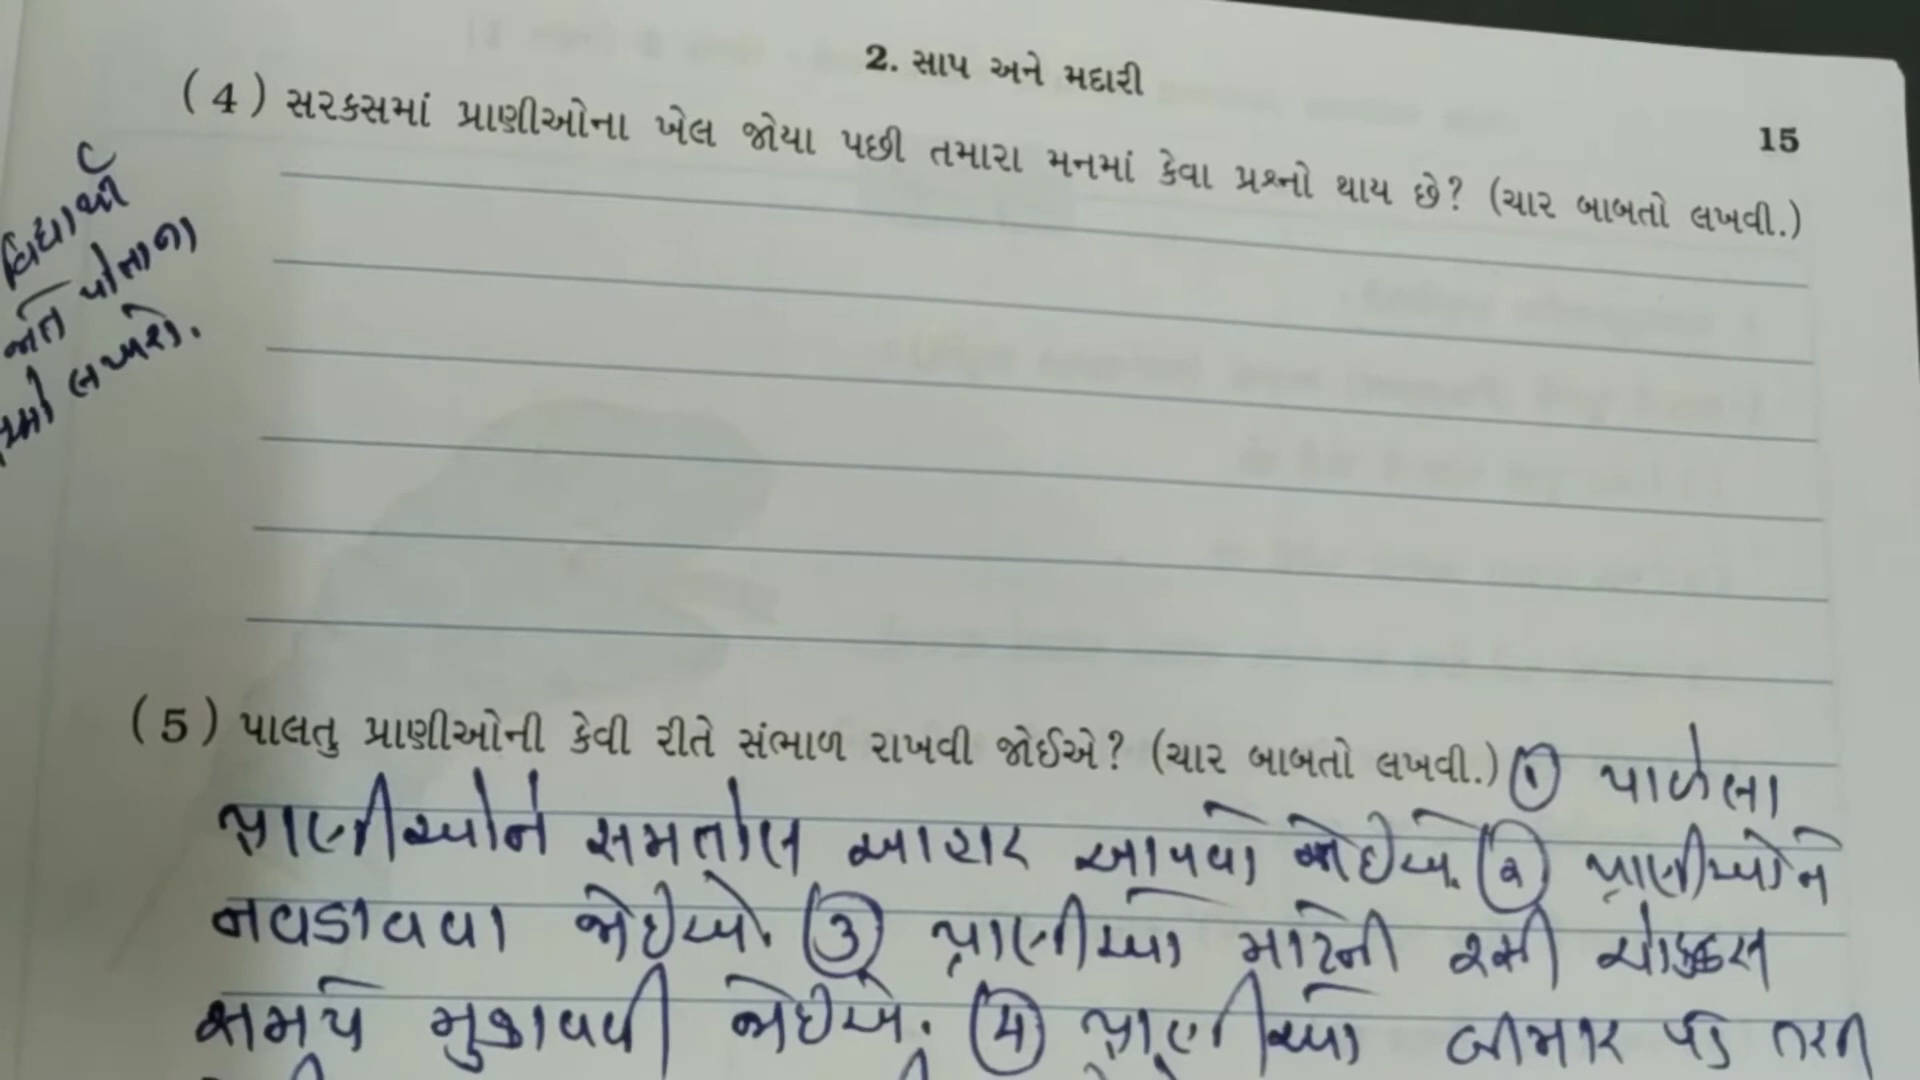 2. સાપ અને મદારી
15
(4) સરકસમાં પ્રાણીઓના ખેલ જોયા પછી તમારા મનમાં કેવા પ્રશ્નો થાય છે? (ચાર બાબતો લખવી.)
વિદ્યાર્થી
જાતે પોતાના
લખશે.
(5) પાલતુ પ્રાણીઓની કેવી રીતે સંભાળ રાખવી જોઈએ? (ચાર બાબતો લખવી.) ① પાળેલા
પ્રાણીઓને સમતોલ આહાર આપવો જોઈએ. ② પ્રાણીઓને
નવડાવવા જોઈએ. ③ પ્રાણીઓ માટેની રસી ચોક્કસ
સમયે મુકાવવી જોઈએ. ④ પ્રાણીઓ બીમાર પડે તરત